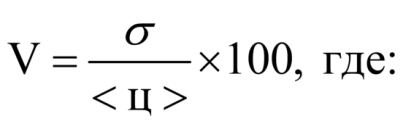 V = σ / < ц > × 100, где: